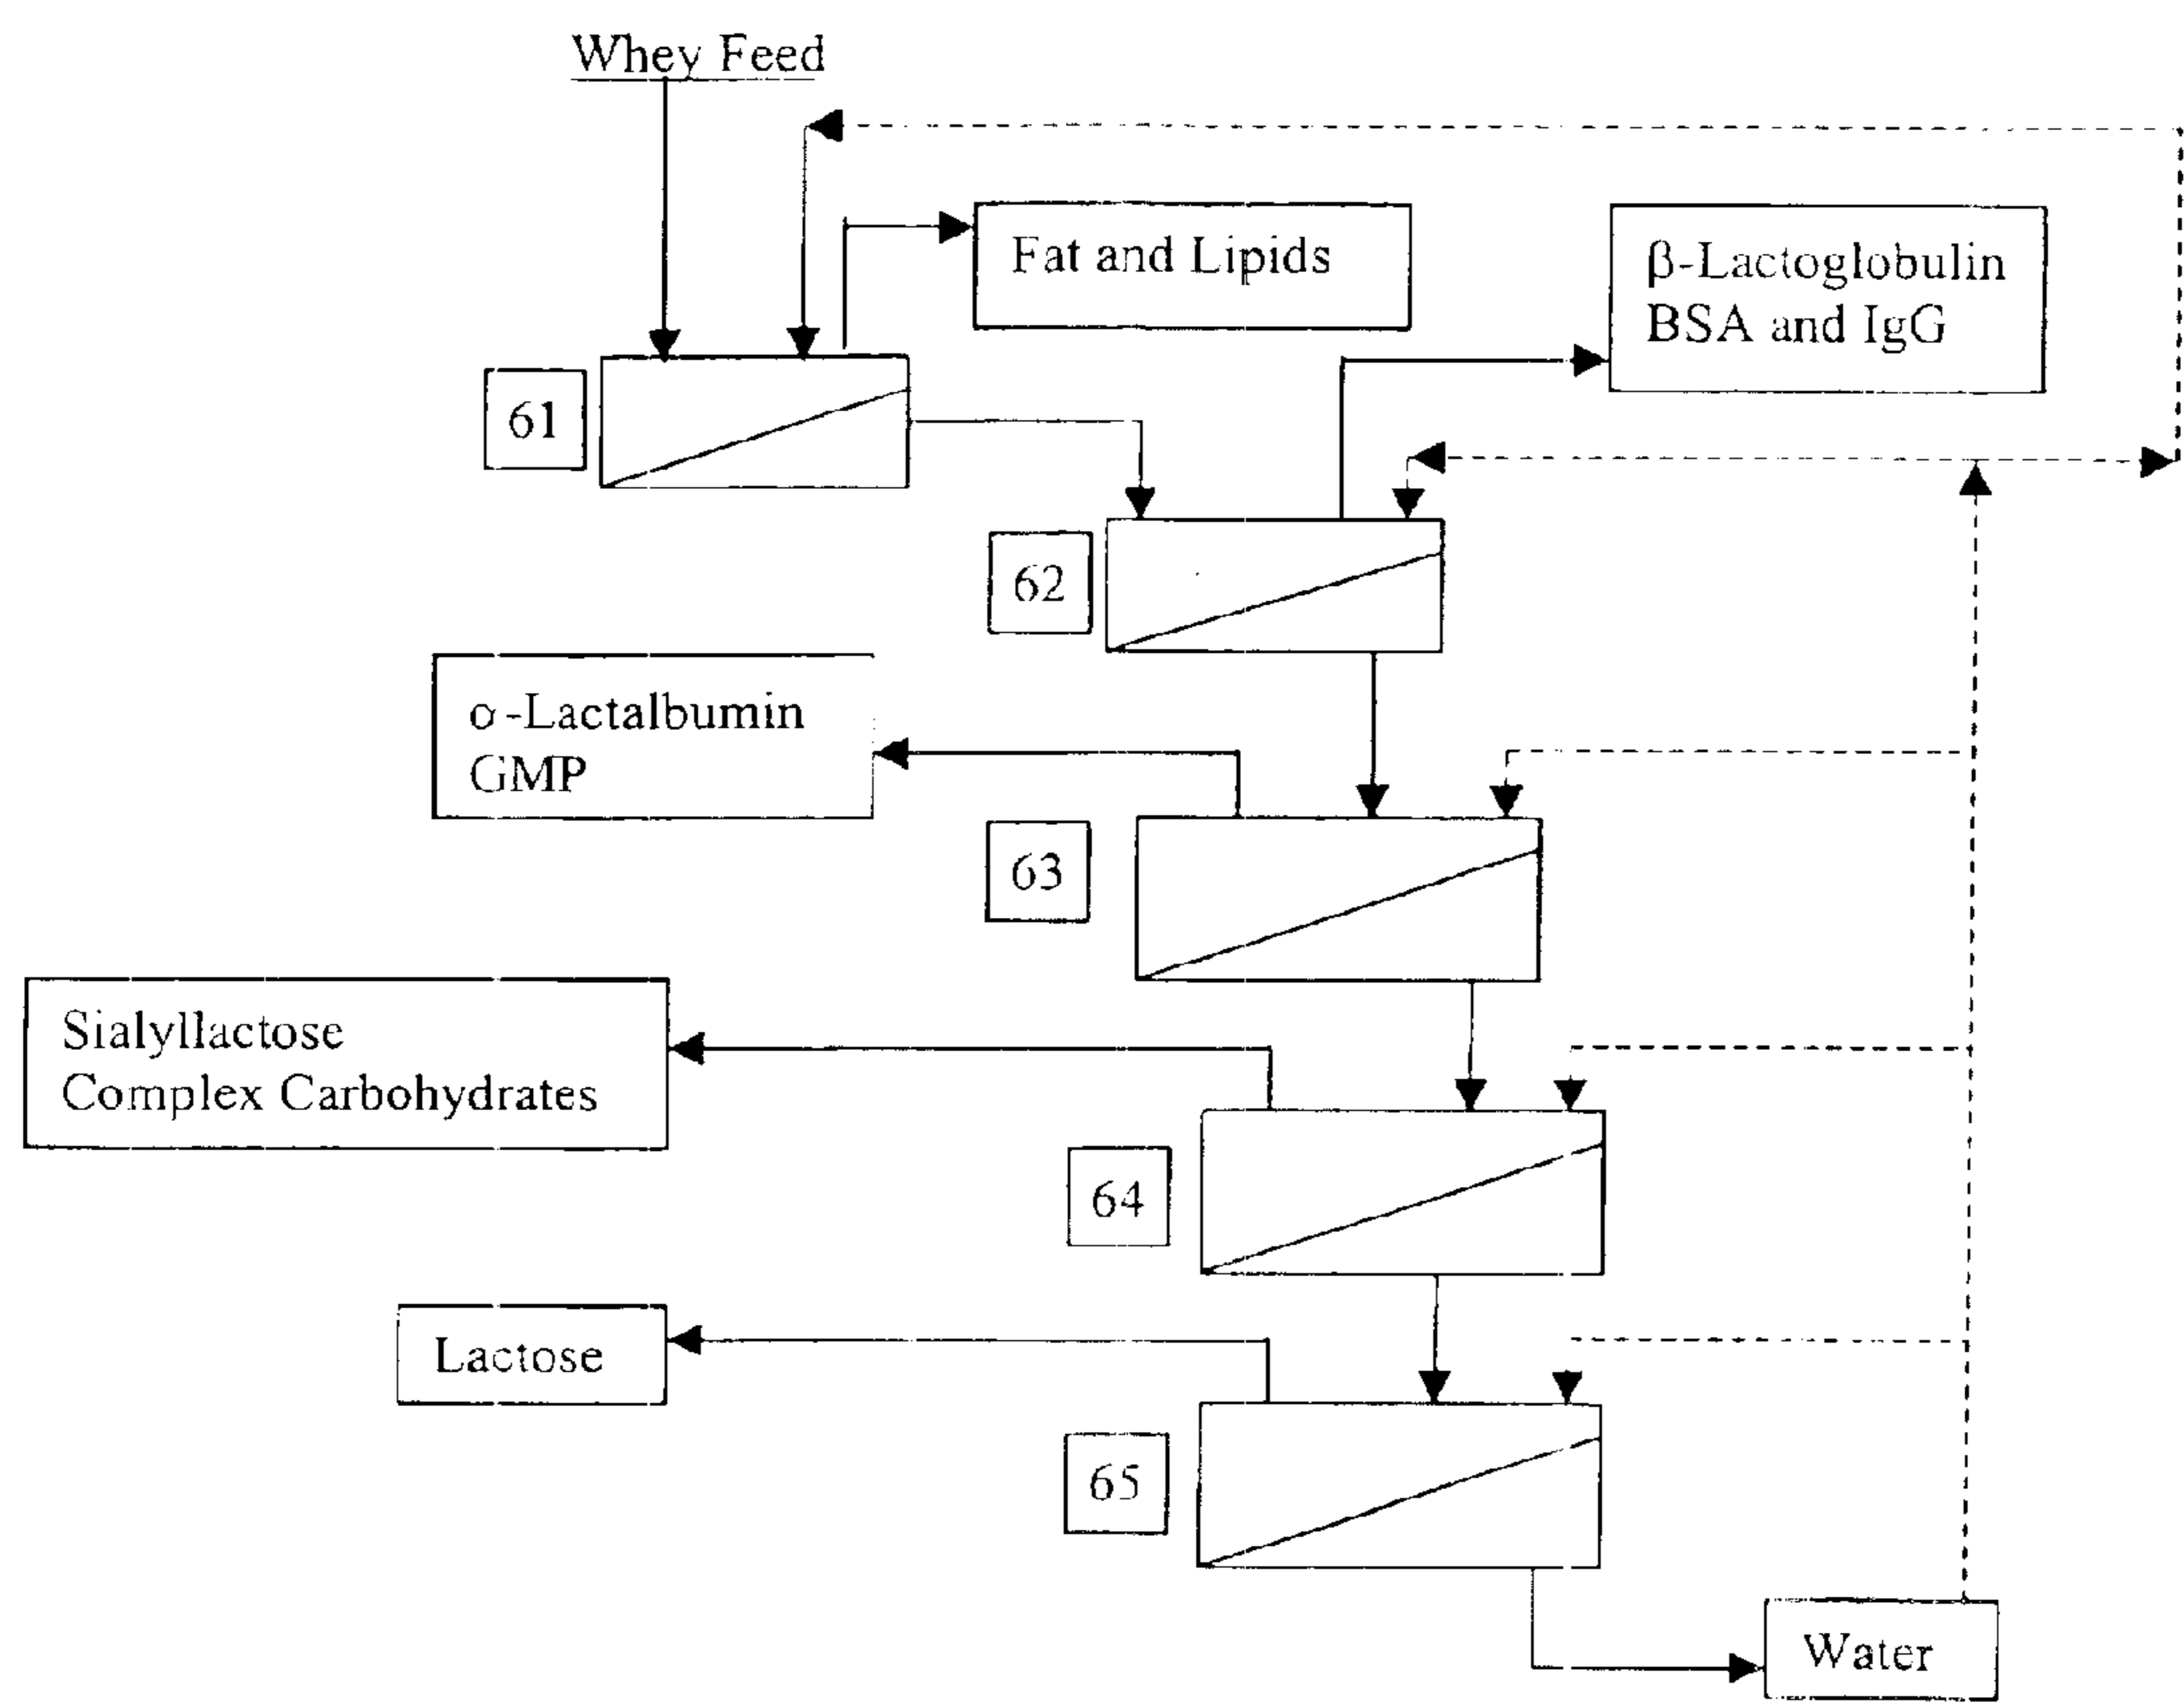 Whey Feed
Fat and Lipids
β-Lactoglobulin
BSA and IgG
61
62
α-Lactalbumin
GMP
63
Sialyllactose
Complex Carbohydrates
64
Lactose
65
Water